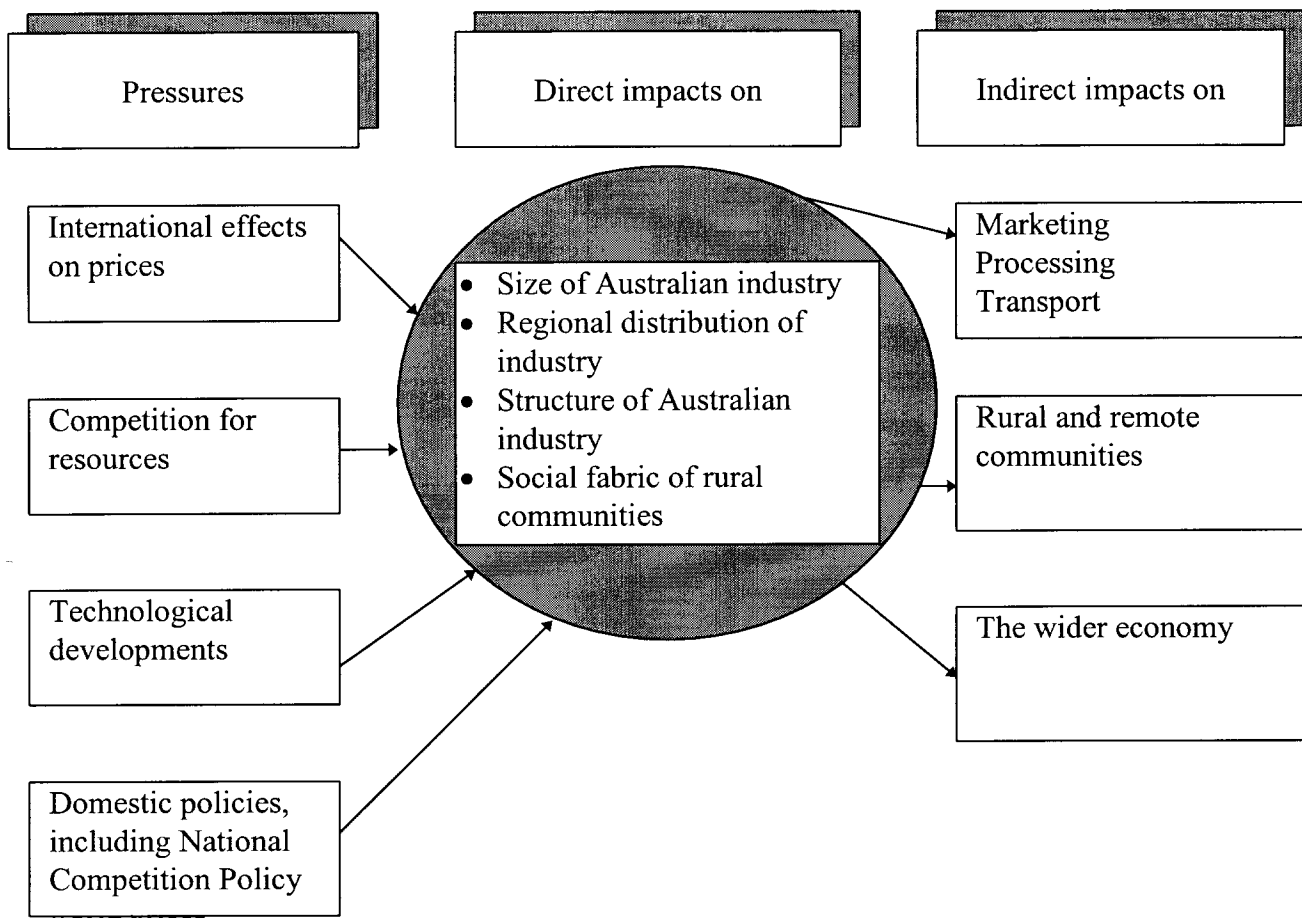 Pressures
Direct impacts on
Indirect impacts on
International effects
on prices
Competition for
resources
Technological
developments
Domestic policies,
including National
Competition Policy
• Size of Australian industry
• Regional distribution of
industry
• Structure of Australian
industry
• Social fabric of rural
communities
Marketing
Processing
Transport
Rural and remote
communities
The wider economy